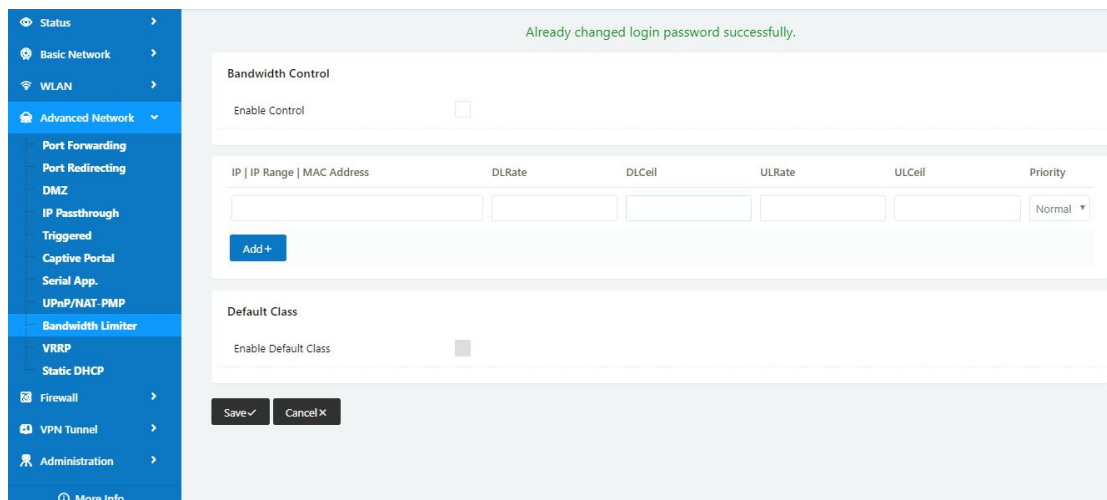 Status
Basic Network
WLAN
Advanced Network
Port Forwarding
Port Redirecting
DMZ
IP Passthrough
Triggered
Captive Portal
Serial App.
UPnP/NAT-PMP
Bandwidth Limiter
VRRP
Static DHCP
Firewall
VPN Tunnel
Administration
More Info
Already changed login password successfully.
Bandwidth Control
Enable Control
IP | IP Range | MAC Address DLRate DLCeil ULRate ULCeil Priority
Normal
Add+
Default Class
Enable Default Class
Save Cancel